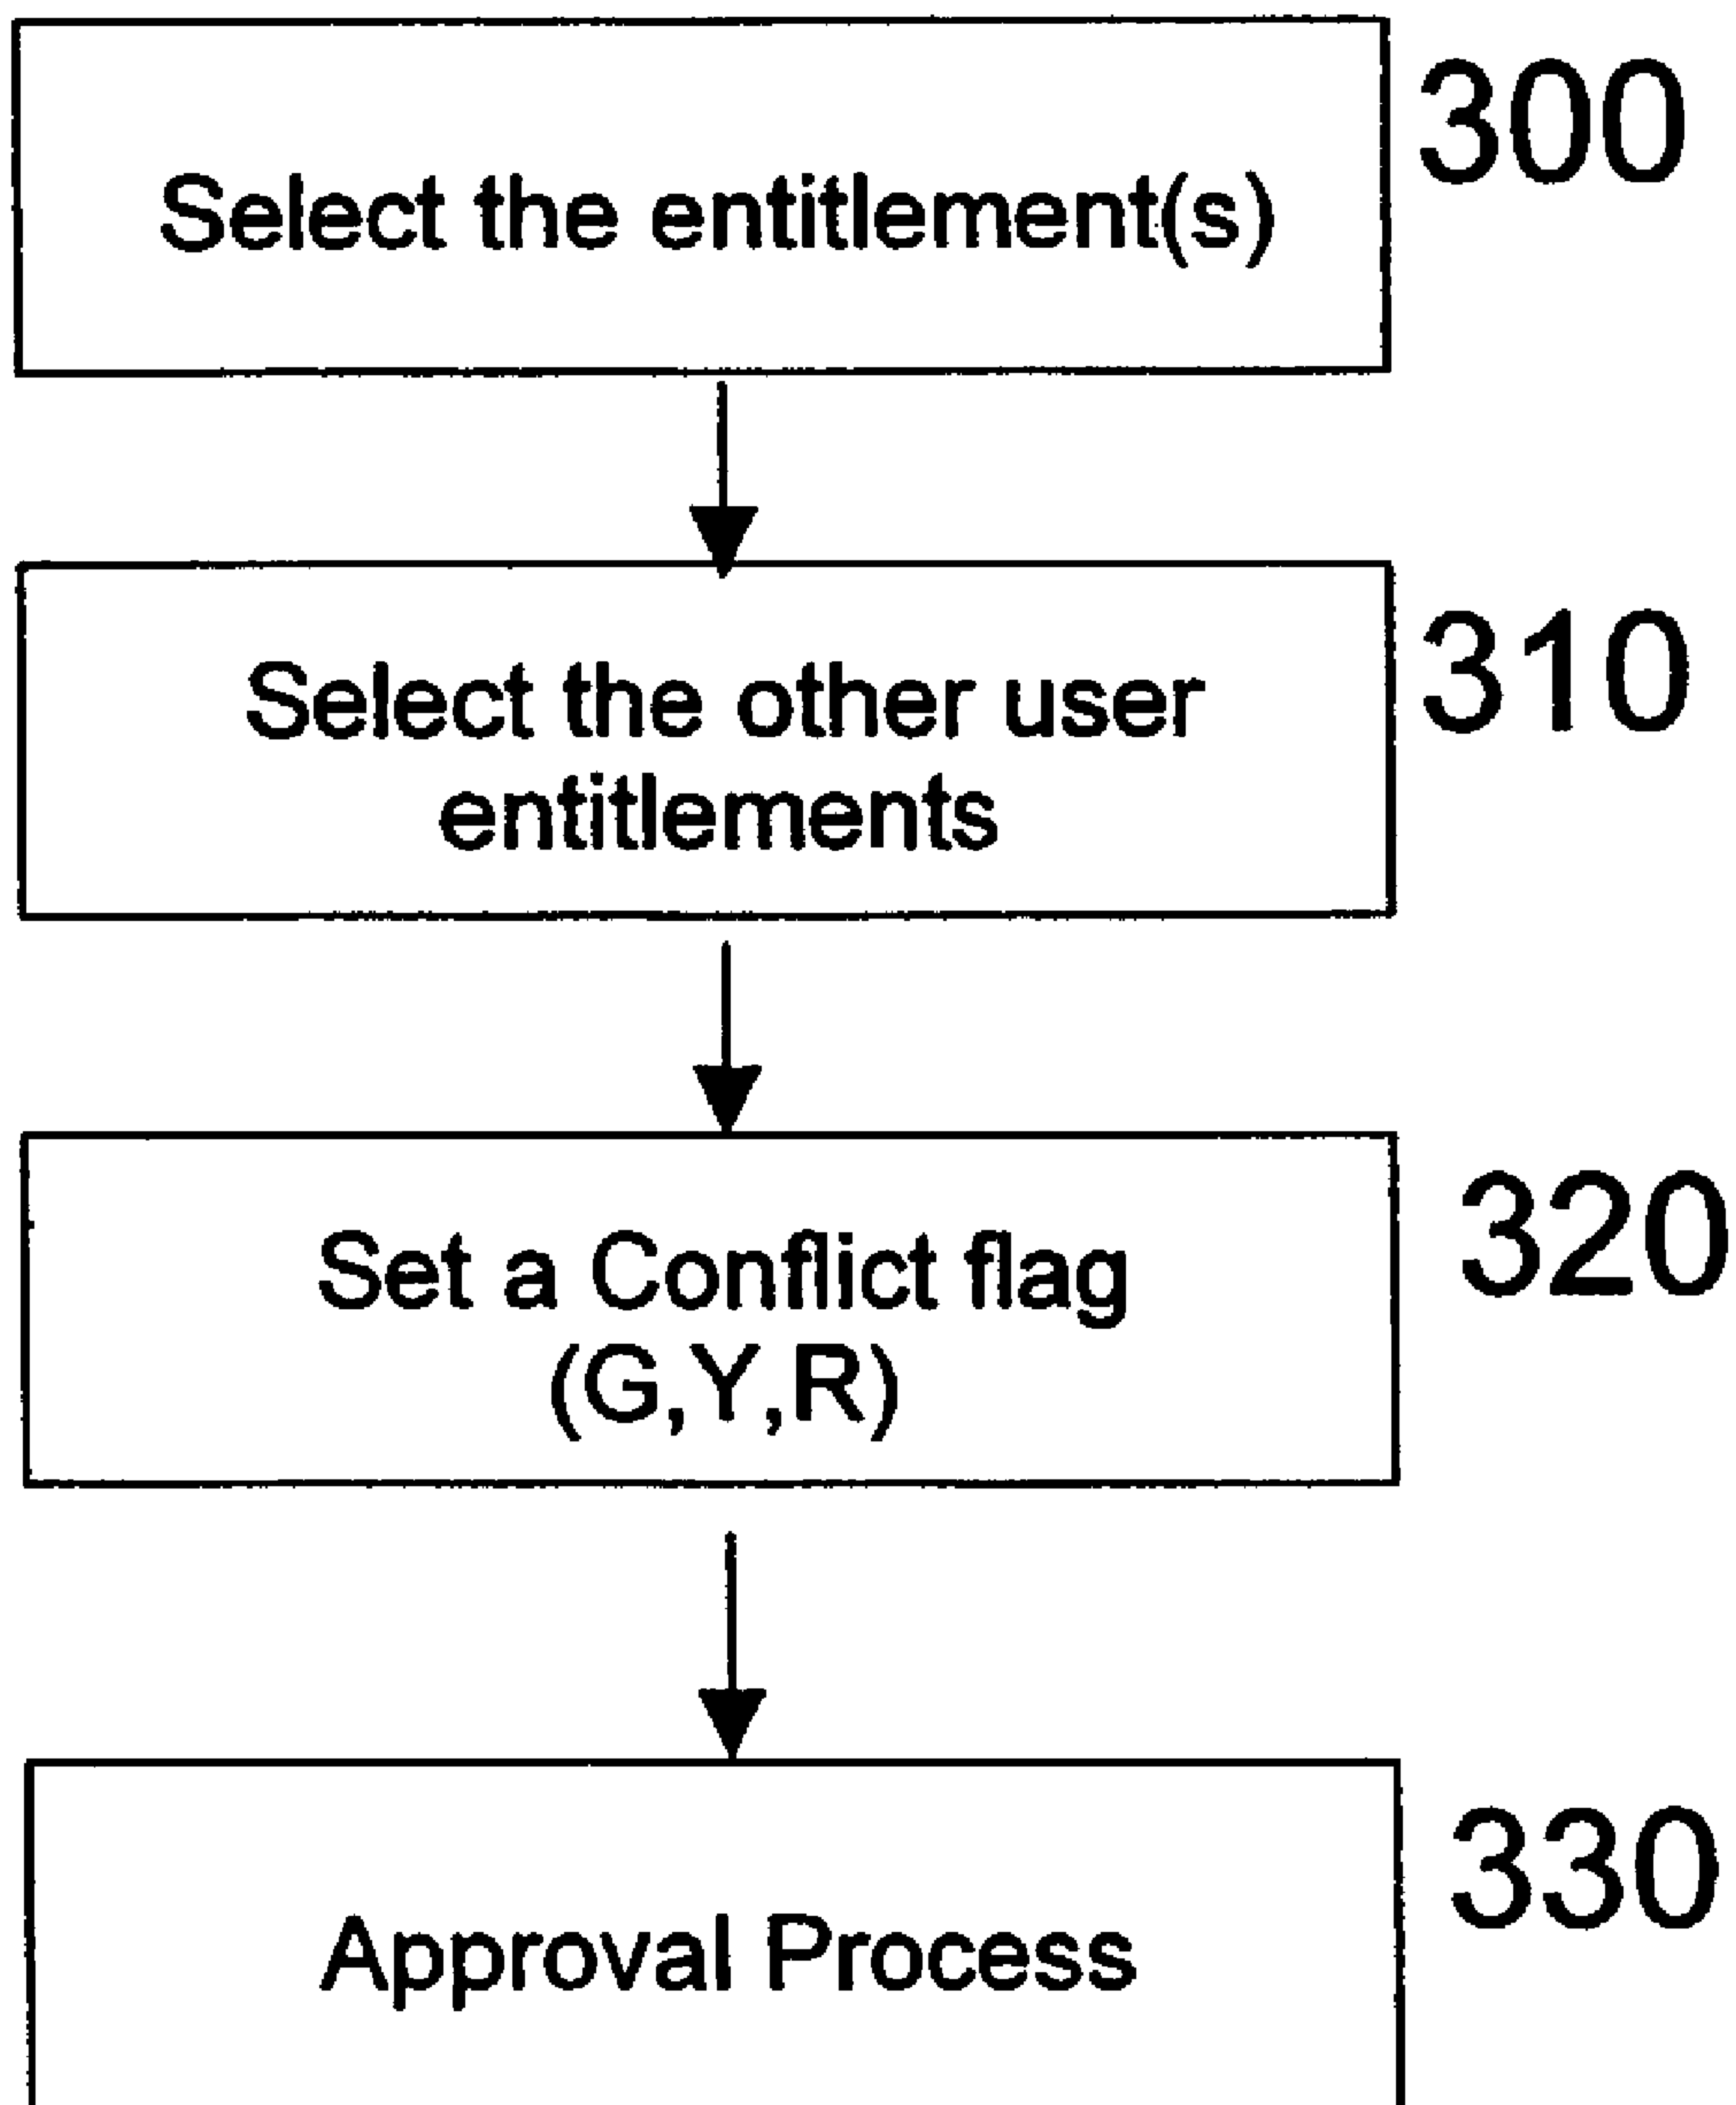 300
Select the entitlement(s)
310
Select the other user
entitlements
320
Set a Conflict flag
(G,Y,R)
330
Approval Process